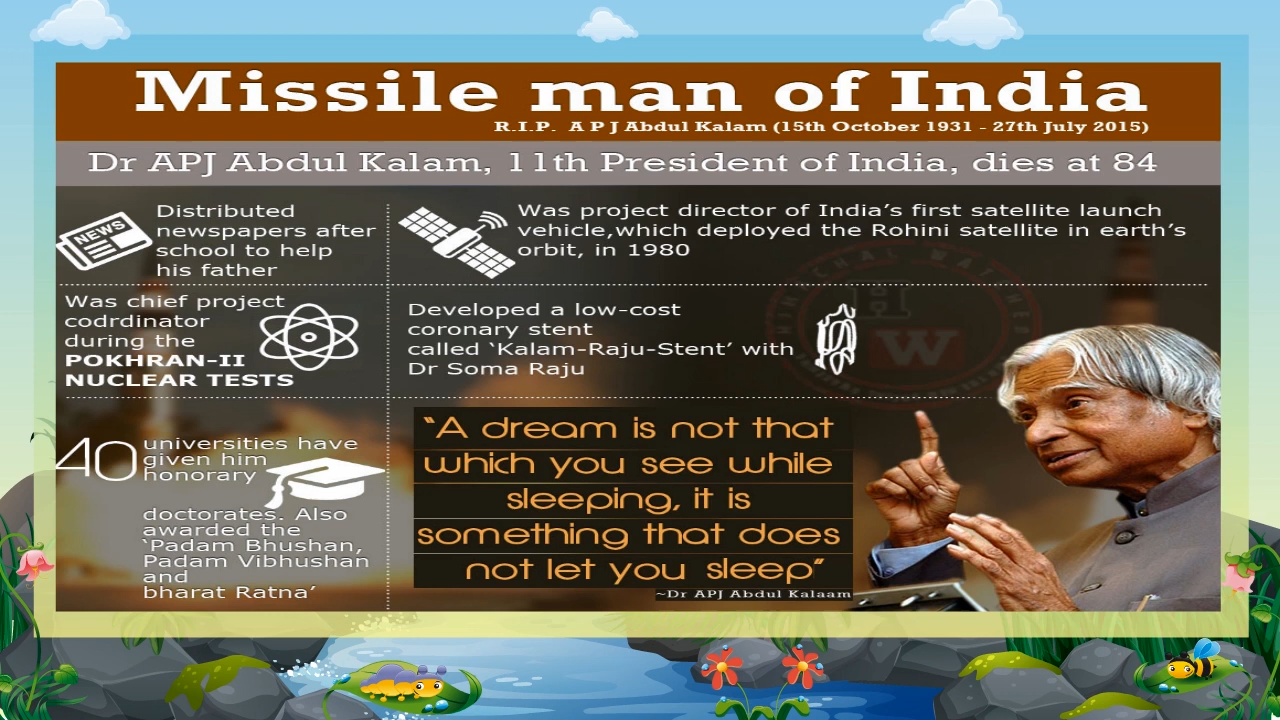 Missile man of India
R.I.P. A P J Abdul Kalam (15th October 1931 - 27th July 2015)
Dr APJ Abdul Kalam, 11th President of India, dies at 84
NEWS
Distributed
newspapers after
school to help
his father
Was project director of India’s first satellite launch
vehicle,which deployed the Rohini satellite in earth’s
orbit, in 1980
Was chief project
codrdinator
during the
POKHRAN-II
NUCLEAR TESTS
Developed a low-cost
coronary stent
called ‘Kalam-Raju-Stent’ with
Dr Soma Raju
40 universities have
given him
honorary
doctorates. Also
awarded the
‘Padam Bhushan,
Padam Vibhushan
and
bharat Ratna’
“A dream is not that
which you see while
sleeping, it is
something that does
not let you sleep”
~Dr APJ Abdul Kalaam